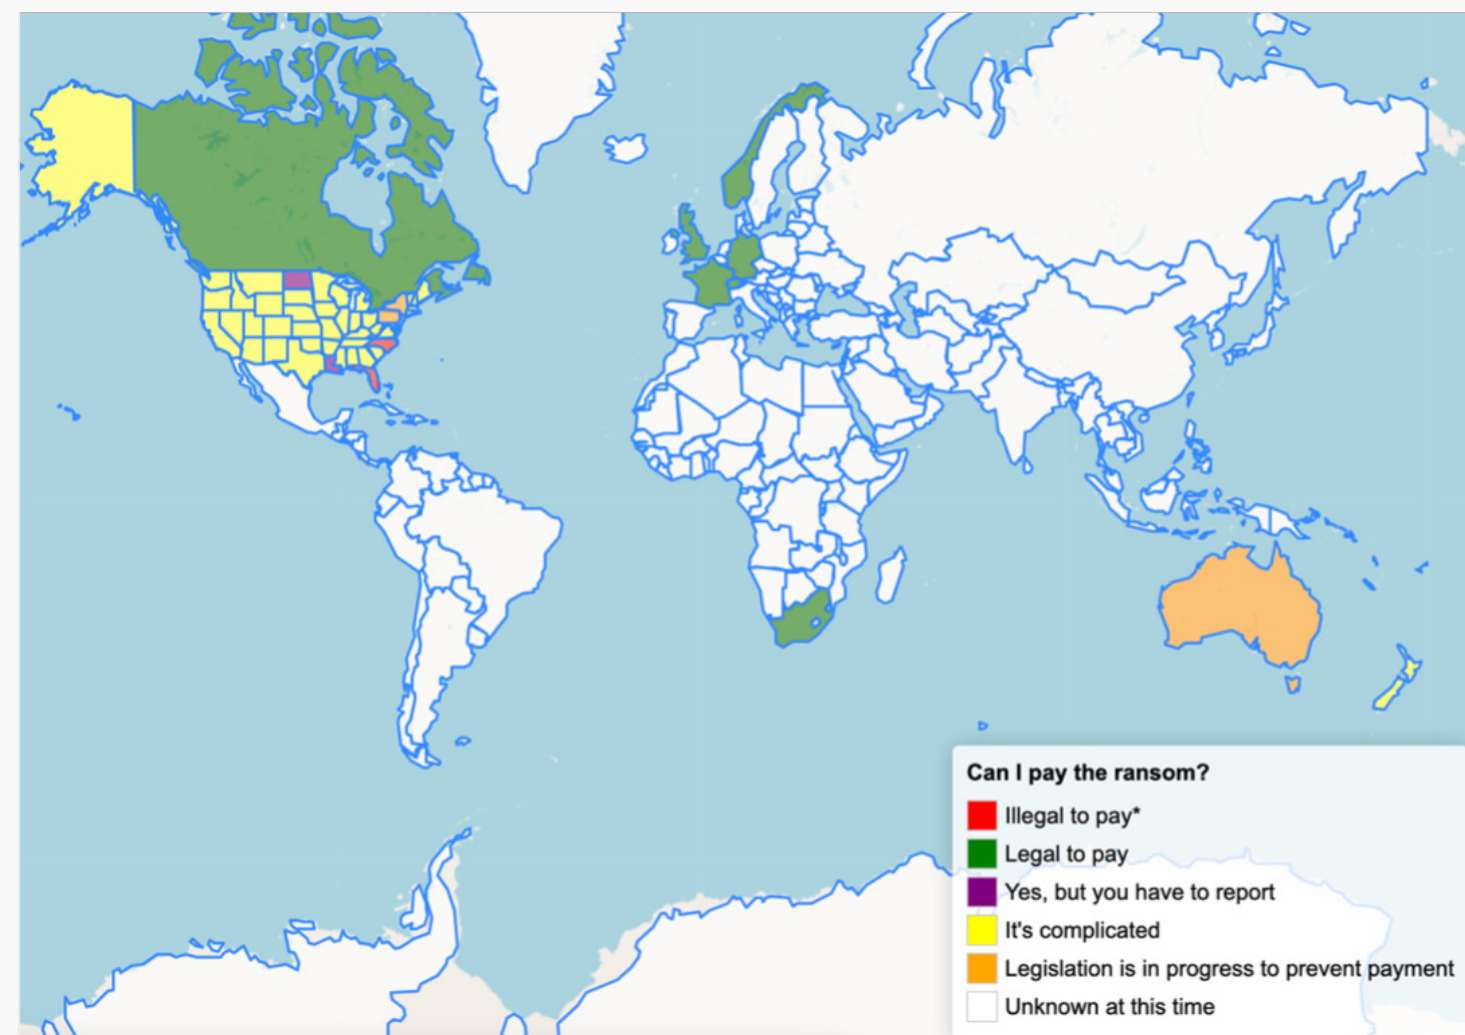 Can I pay the ransom?
Illegal to pay*
Legal to pay
Yes, but you have to report
It's complicated
Legislation is in progress to prevent payment
Unknown at this time